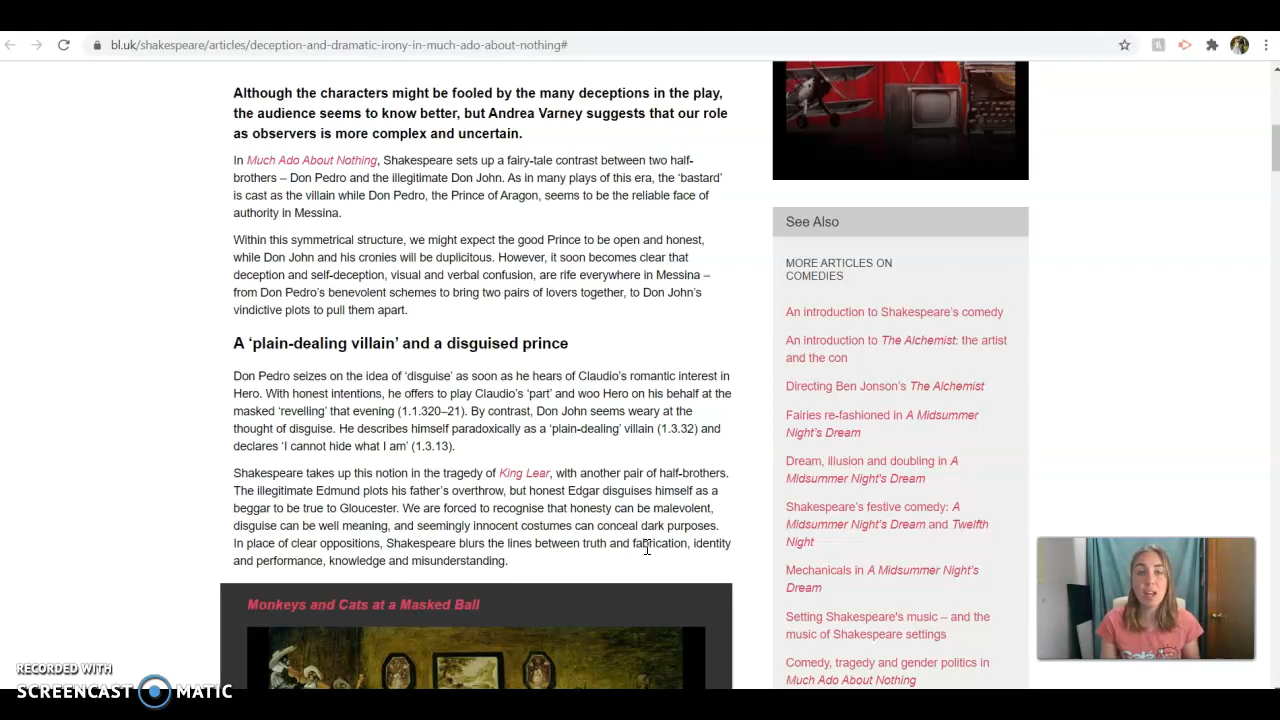 bl.uk/shakespeare/articles/deception-and-dramatic-irony-in-much-ado-about-nothing#
Although the characters might be fooled by the many deceptions in the play,
the audience seems to know better, but Andrea Varney suggests that our role
as observers is more complex and uncertain.
In Much Ado About Nothing, Shakespeare sets up a fairy-tale contrast between two half-
brothers – Don Pedro and the illegitimate Don John. As in many plays of this era, the ‘bastard’
is cast as the villain while Don Pedro, the Prince of Aragon, seems to be the reliable face of
authority in Messina.
Within this symmetrical structure, we might expect the good Prince to be open and honest,
while Don John and his cronies will be duplicitous. However, it soon becomes clear that
deception and self-deception, visual and verbal confusion, are rife everywhere in Messina –
from Don Pedro’s benevolent schemes to bring two pairs of lovers together, to Don John’s
vindictive plots to pull them apart.
A ‘plain-dealing villain’ and a disguised prince
Don Pedro seizes on the idea of ‘disguise’ as soon as he hears of Claudio’s romantic interest in
Hero. With honest intentions, he offers to play Claudio’s ‘part’ and woo Hero on his behalf at the
masked ‘revelling’ that evening (1.1.320–21). By contrast, Don John seems weary at the
thought of disguise. He describes himself paradoxically as a ‘plain-dealing’ villain (1.3.32) and
declares ‘I cannot hide what I am’ (1.3.13).
Shakespeare takes up this notion in the tragedy of King Lear, with another pair of half-brothers.
The illegitimate Edmund plots his father’s overthrow, but honest Edgar disguises himself as a
beggar to be true to Gloucester. We are forced to recognise that honesty can be malevolent,
disguise can be well meaning, and seemingly innocent costumes can conceal dark purposes.
In place of clear oppositions, Shakespeare blurs the lines between truth and fabrication, identity
and performance, knowledge and misunderstanding.
Monkeys and Cats at a Masked Ball
See Also
MORE ARTICLES ON
COMEDIES
An introduction to Shakespeare’s comedy
An introduction to The Alchemist: the artist
and the con
Directing Ben Jonson’s The Alchemist
Fairies re-fashioned in A Midsummer
Night’s Dream
Dream, illusion and doubling in A
Midsummer Night’s Dream
Shakespeare’s festive comedy: A
Midsummer Night’s Dream and Twelfth
Night
Mechanicals in A Midsummer Night’s
Dream
Setting Shakespeare's music – and the
music of Shakespeare settings
Comedy, tragedy and gender politics in
Much Ado About Nothing
RECORDED WITH
SCREENCAST MATIC